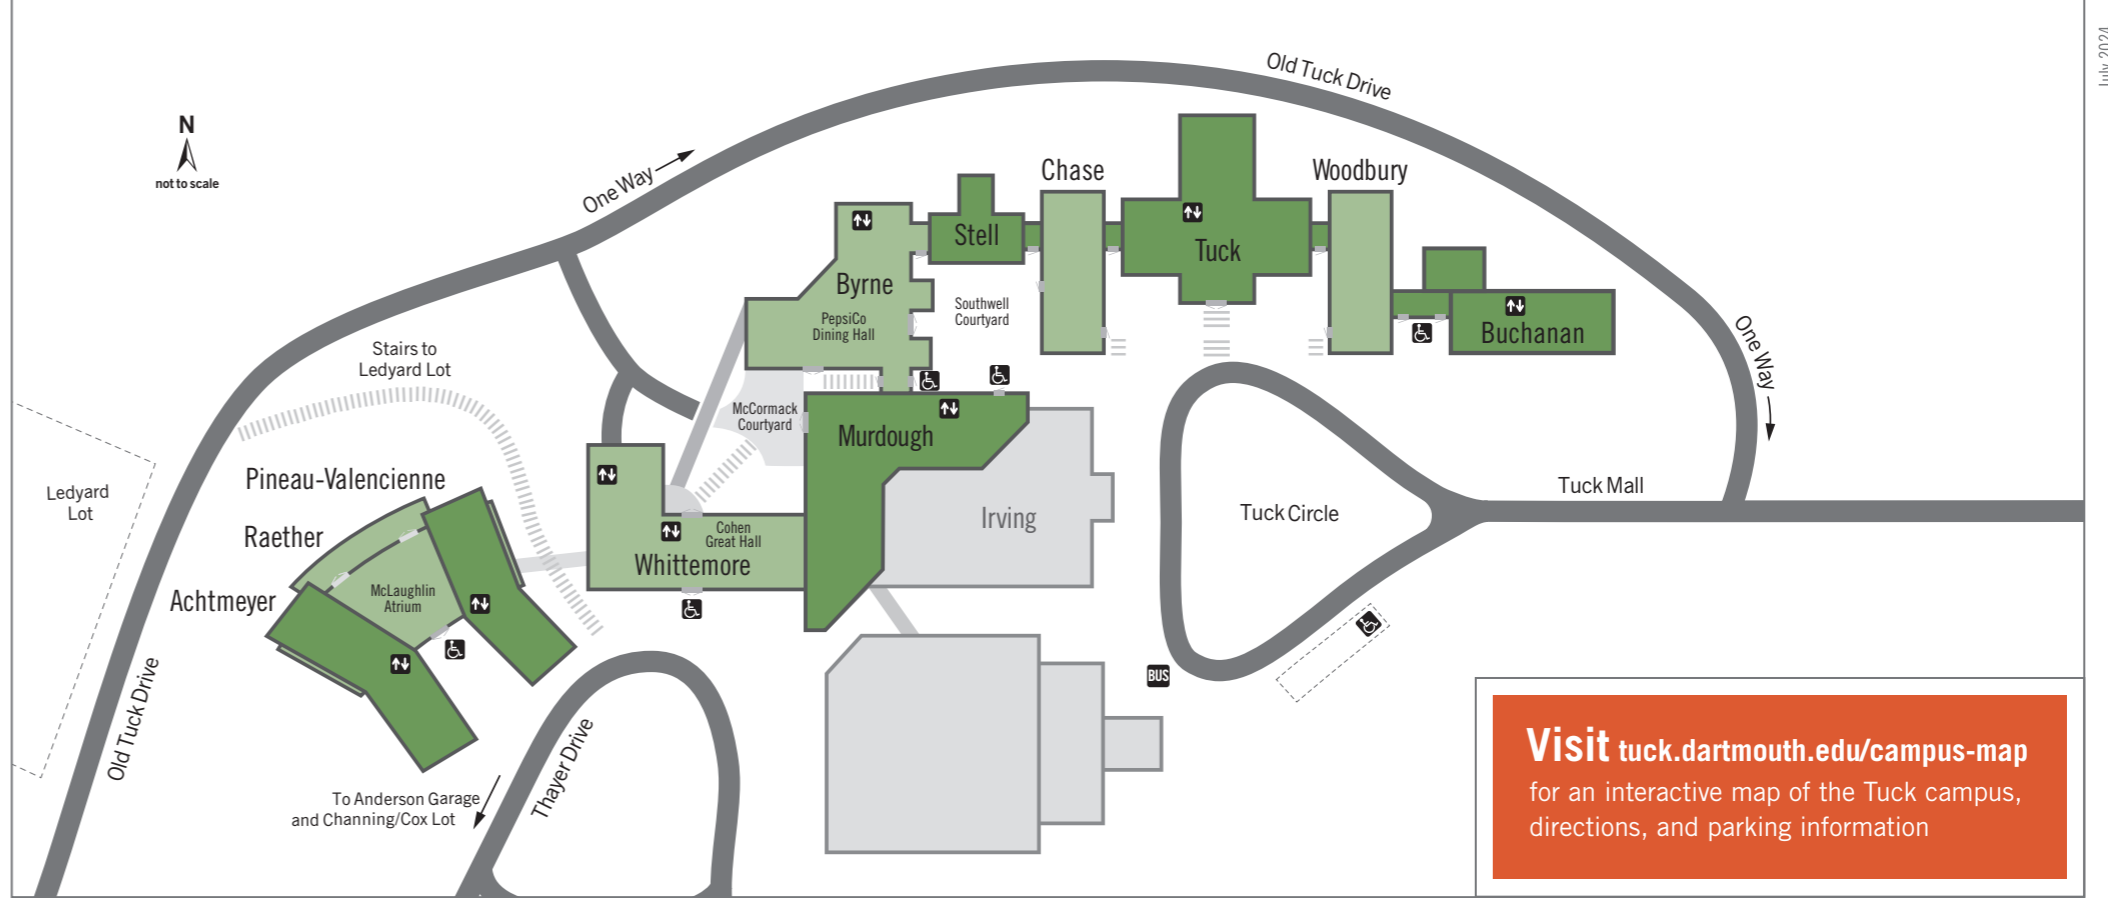 July 2024
Old Tuck Drive
N
not to scale
One Way
Chase
Woodbury
Stell
Tuck
Byrne
PepsiCo
Dining Hall
Southwell
Courtyard
Buchanan
One Way
Stairs to
Ledyard Lot
McCormack
Courtyard
Murdough
Pineau-Valencienne
Ledyard
Lot
Raether
Tuck Mall
Irving
Tuck Circle
Cohen
Great Hall
Whittemore
Achtmeyer
McLaughlin
Atrium
BUS
Old Tuck Drive
Thayer Drive
To Anderson Garage
and Channing/Cox Lot
Visit tuck.dartmouth.edu/campus-map
for an interactive map of the Tuck campus,
directions, and parking information